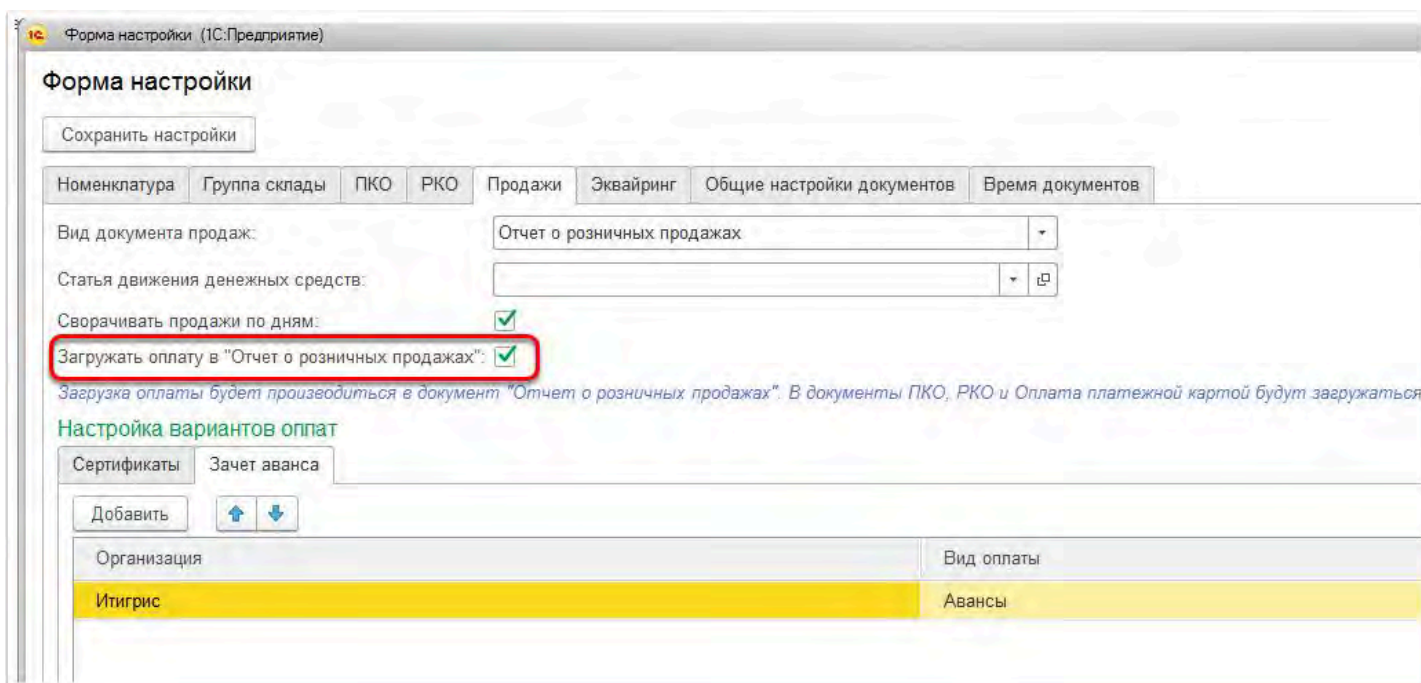 1С Форма настройки (1С:Предприятие)
Форма настройки
Сохранить настройки
Номенклатура Группа склады ПКО РКО Продажи Эквайринг Общие настройки документов Время документов
Вид документа продаж: Отчет о розничных продажах
Статья движения денежных средств:
Сворачивать продажи по дням:
Загружать оплату в "Отчет о розничных продажах":
Загрузка оплаты будет производиться в документ "Отчет о розничных продажах". В документы ПКО, РКО и Оплата платежной картой будут загружаться
Настройка вариантов оплат
Сертификаты Зачет аванса
Добавить
Организация Вид оплаты
Итигрис Авансы